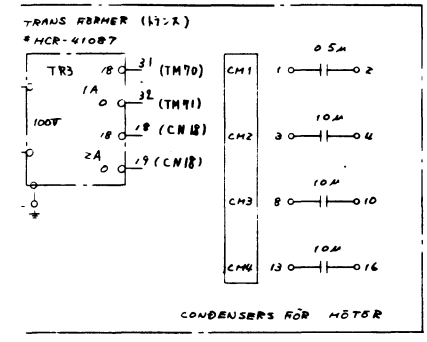 TRANS FORMER (トランス)
* HCR-41087
TR3 18 31 (TM70)
1A 0 32 (TM71)
100V 18 18 (CN18)
2A 0 19 (CN18)
CM1 1 0.5μ 2
CM2 3 10μ 4
CM3 8 10μ 10
CM4 13 10μ 16
CONDENSERS FOR MOTOR